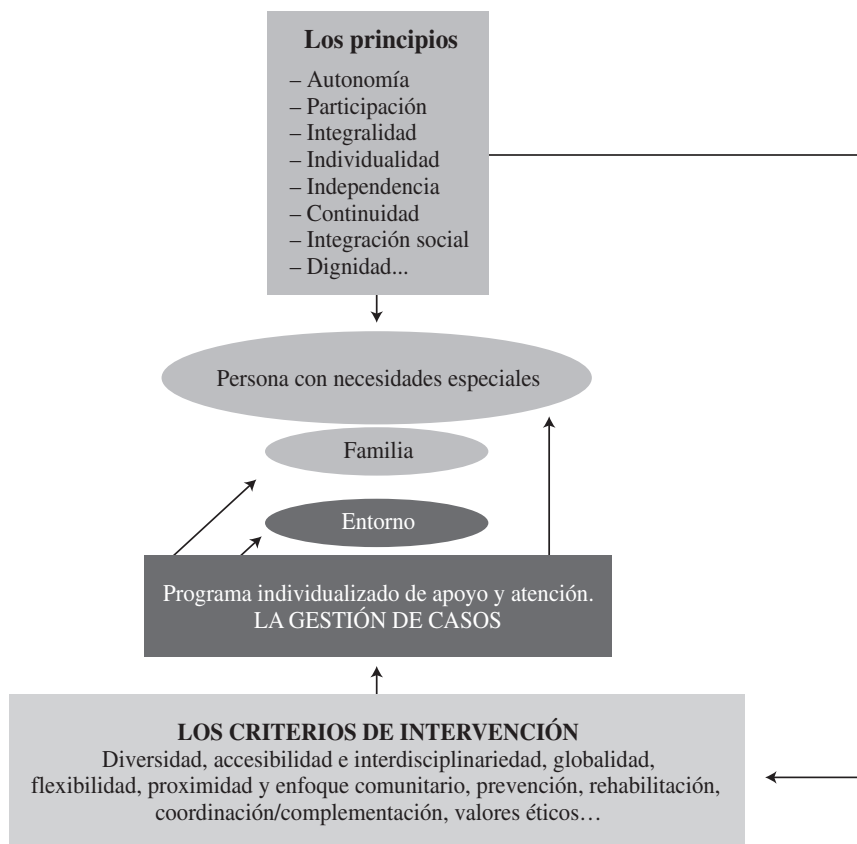 Los principios
– Autonomía
– Participación
– Integralidad
– Individualidad
– Independencia
– Continuidad
– Integración social
– Dignidad...
Persona con necesidades especiales
Familia
Entorno
Programa individualizado de apoyo y atención.
LA GESTIÓN DE CASOS
LOS CRITERIOS DE INTERVENCIÓN
Diversidad, accesibilidad e interdisciplinariedad, globalidad,
flexibilidad, proximidad y enfoque comunitario, prevención, rehabilitación,
coordinación/complementación, valores éticos…